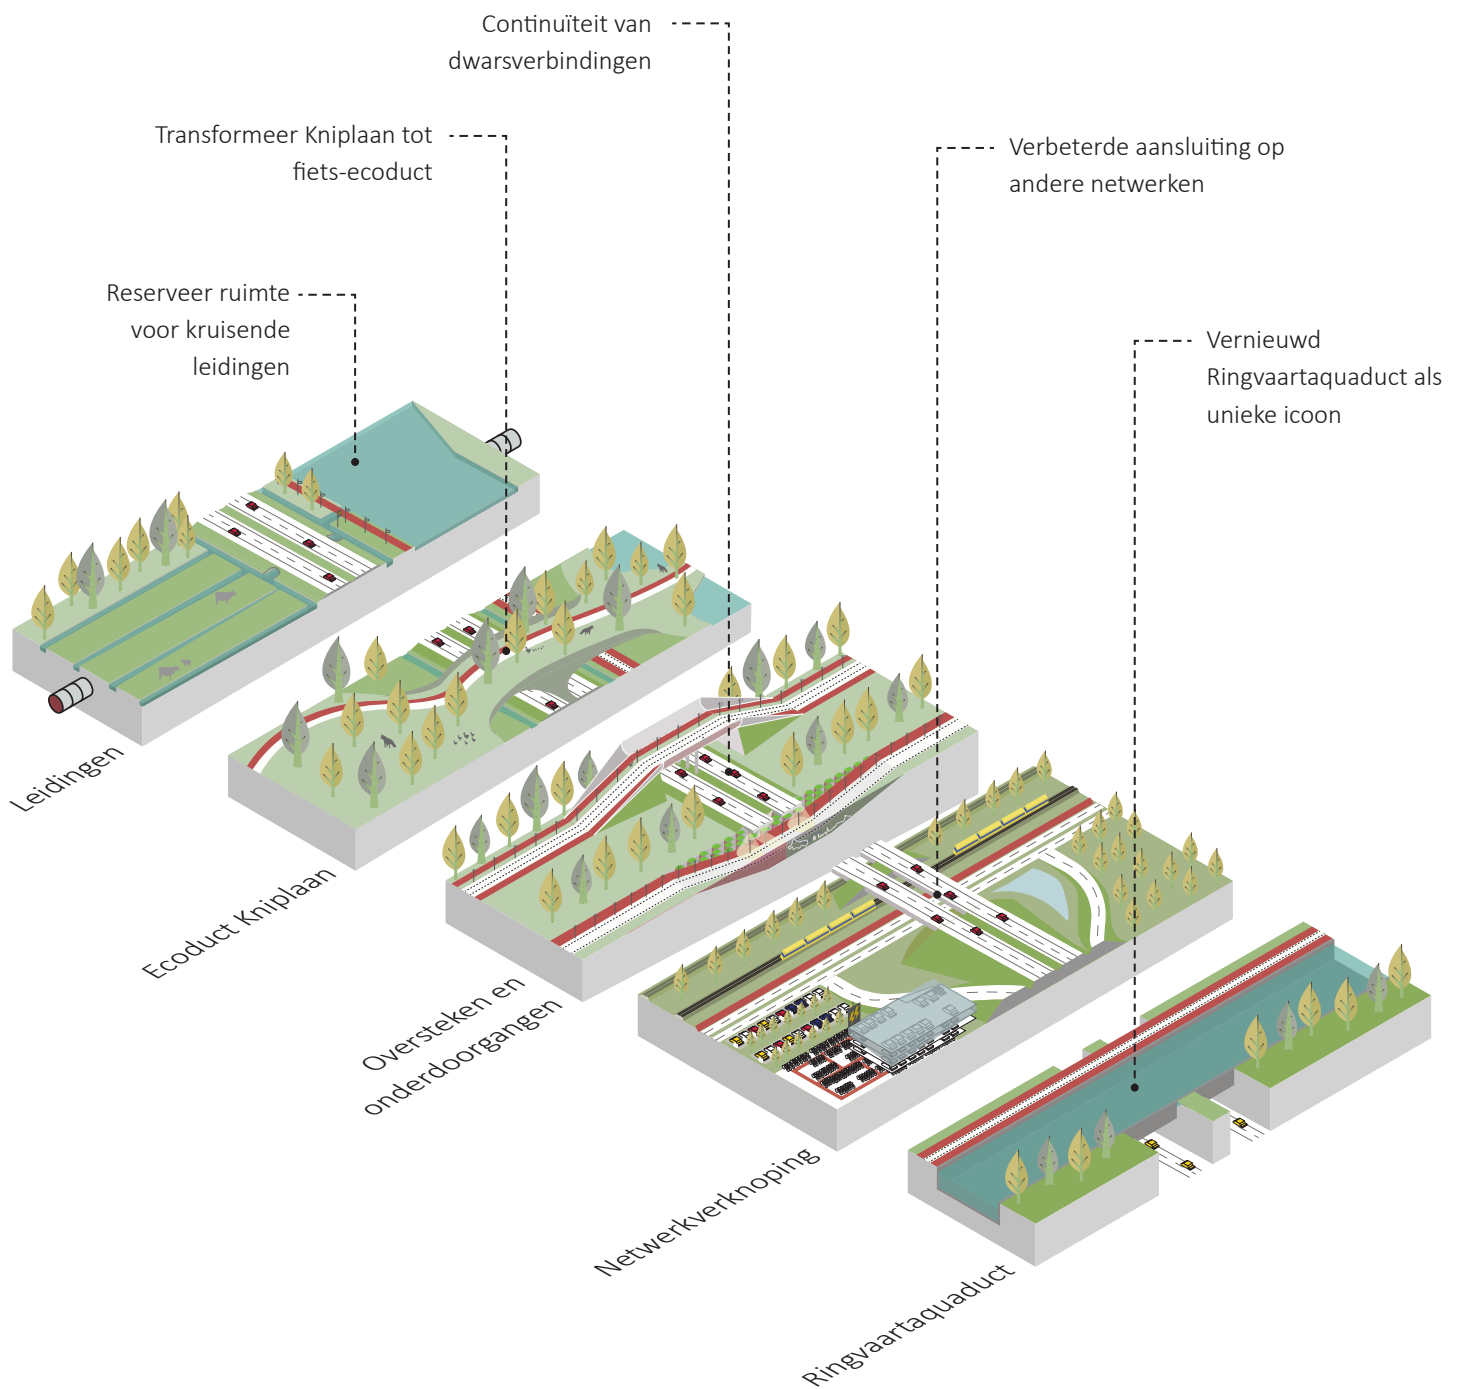 Continuïteit van
dwarsverbindingen
Transformeer Kniplaan tot
fiets-ecoduct
Verbeterde aansluiting op
andere netwerken
Reserveer ruimte
voor kruisende
leidingen
Vernieuwd
Ringvaartaquaduct als
unieke icoon
Leidingen
Ecoduct Kniplaan
Oversteken en
onderdoorgangen
Netwerkverknoping
Ringvaartaquaduct